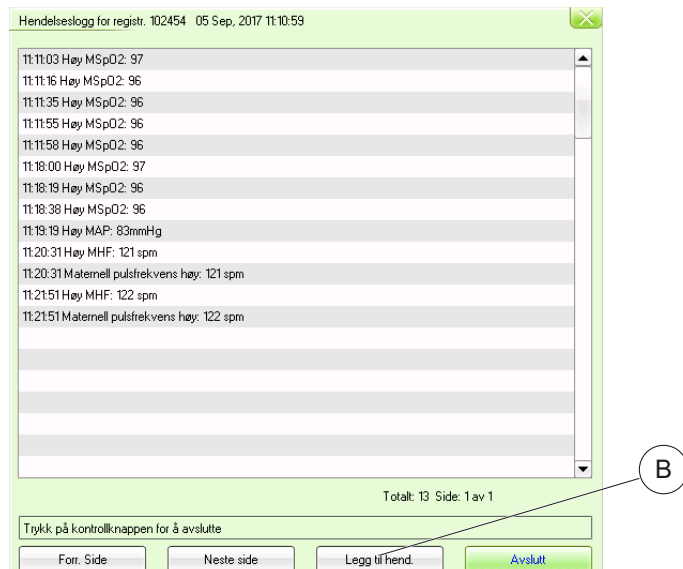 Hendelseslogg for registr. 102454 05 Sep, 2017 11:10:59
11:11:03 Høy MSpO2: 97
11:11:16 Høy MSpO2: 96
11:11:35 Høy MSpO2: 96
11:11:55 Høy MSpO2: 96
11:11:58 Høy MSpO2: 96
11:18:00 Høy MSpO2: 97
11:18:19 Høy MSpO2: 96
11:18:38 Høy MSpO2: 96
11:19:19 Høy MAP: 83mmHg
11:20:31 Høy MHF: 121 spm
11:20:31 Maternell pulsfrekvens høy: 121 spm
11:21:51 Høy MHF: 122 spm
11:21:51 Maternell pulsfrekvens høy: 122 spm
Totalt: 13 Side: 1 av 1
B
Trykk på kontrollknappen for å avslutte
Forr. Side Neste side Legg til hend. Avslutt